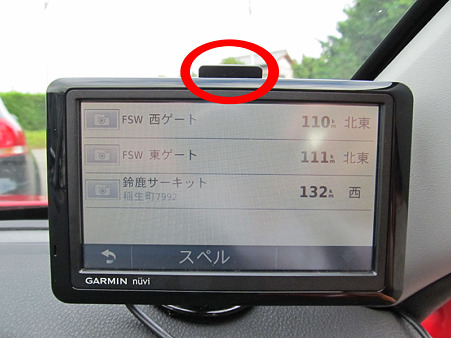 FSW 西ゲート 110km 北東
FSW 東ゲート 111km 北東
鈴鹿サーキット 132km 西
稲生町7992
スペル
GARMIN nüvi